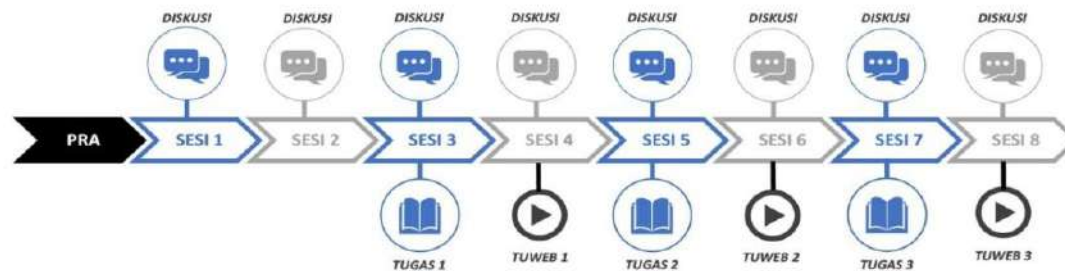 DISKUSI DISKUSI DISKUSI DISKUSI DISKUSI DISKUSI DISKUSI DISKUSI
PRA SESI 1 SESI 2 SESI 3 SESI 4 SESI 5 SESI 6 SESI 7 SESI 8
TUGAS 1 TUWEB 1 TUGAS 2 TUWEB 2 TUGAS 3 TUWEB 3